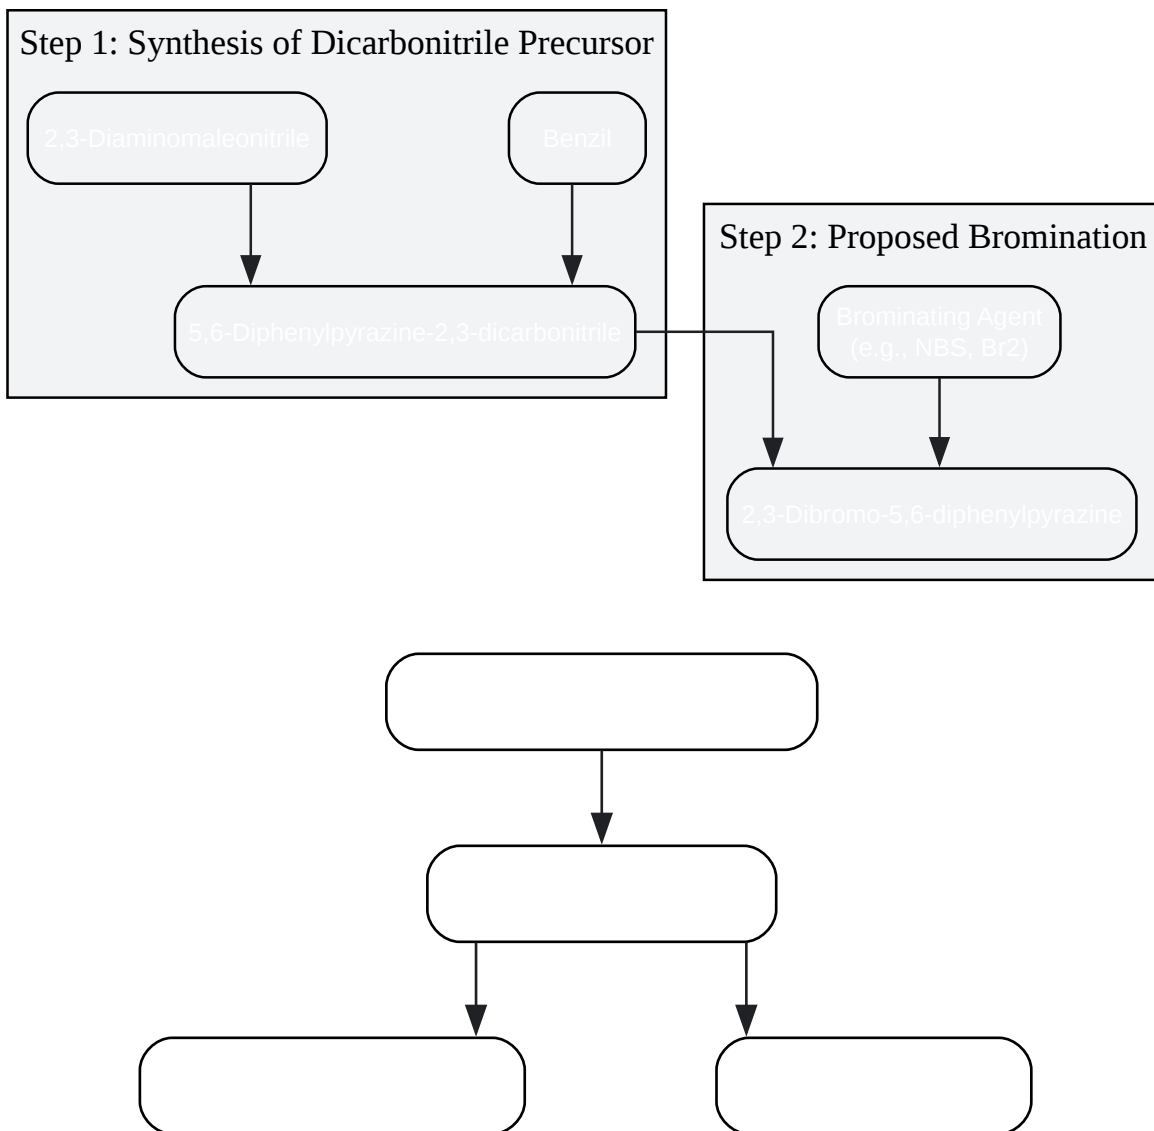 Step 1: Synthesis of Dicarbonitrile Precursor
2,3-Diaminomaleonitrile
Benzil
5,6-Diphenylpyrazine-2,3-dicarbonitrile
Step 2: Proposed Bromination
Brominating Agent
(e.g., NBS, Br2)
2,3-Dibromo-5,6-diphenylpyrazine